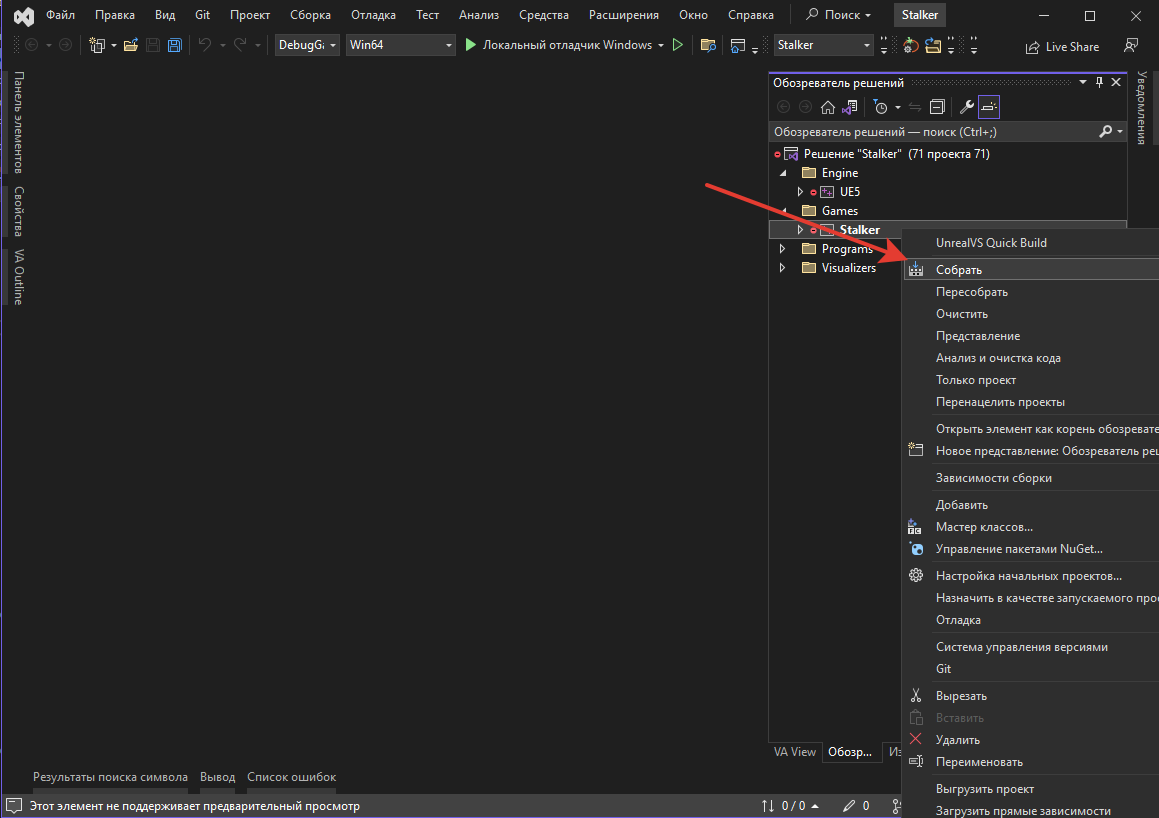 Файл Правка Вид Git Проект Сборка Отладка Тест Анализ Средства Расширения Окно Справка Поиск Stalker
DebugGa Win64 Локальный отладчик Windows Stalker Live Share
Панель элементов
Свойства
VA Outline
Обозреватель решений
Обозреватель решений — поиск (Ctrl+;)
Решение "Stalker" (71 проекта 71)
Engine
UE5
Games
Stalker
Programs
Visualizers
UnrealVS Quick Build
Собрать
Пересобрать
Очистить
Представление
Анализ и очистка кода
Только проект
Перенацелить проекты
Открыть элемент как корень обозревате
Новое представление: Обозреватель реш
Зависимости сборки
Добавить
Мастер классов...
Управление пакетами NuGet...
Настройка начальных проектов...
Назначить в качестве запускаемого прое
Отладка
Система управления версиями
Git
Вырезать
Вставить
Удалить
Переименовать
Выгрузить проект
Загрузить прямые зависимости
Уведомления
VA View Обозр... Из
Результаты поиска символа Вывод Список ошибок
Этот элемент не поддерживает предварительный просмотр 0 / 0 0